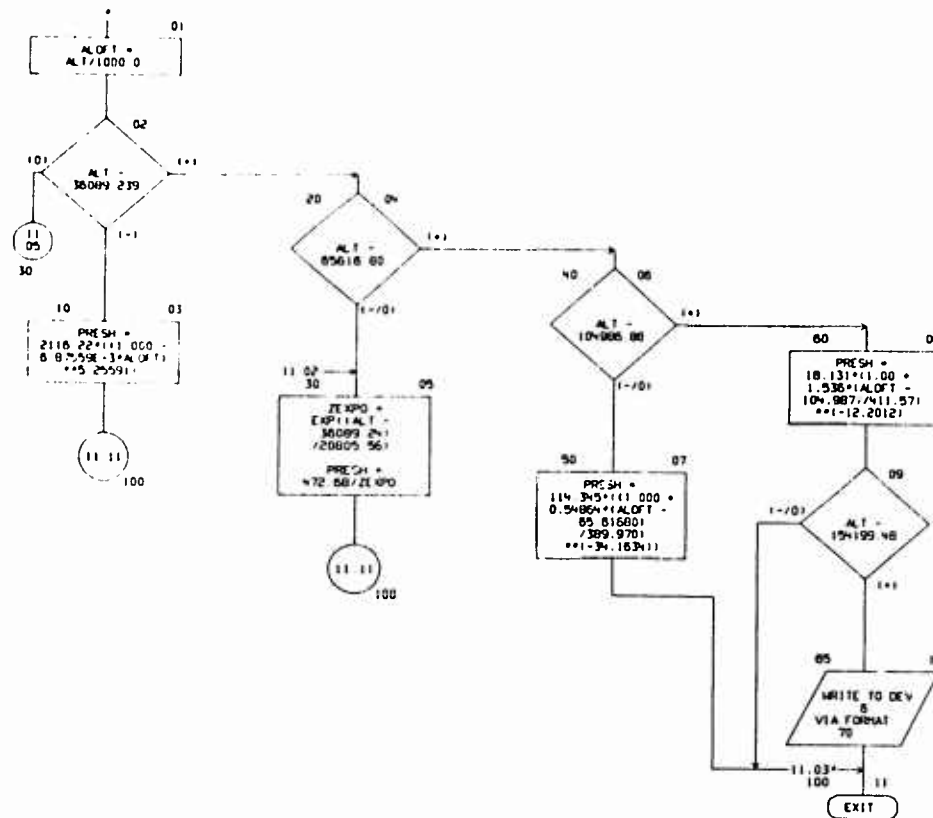 01
ALOFT =
ALT/1000.0
02
(0)
ALT -
36089.239
(+)
(-)
11
05
30
10
03
PRESH =
2116.22*((1.000 -
6.87559E-3*ALOFT)
**5.2559)
11.11
100
20
04
ALT -
65616.80
(+)
(-/0)
11.02
30
05
ZEXPO =
EXP((ALT -
36089.24)
/20805.56)
PRESH =
472.68/ZEXPO
11.11
100
40
06
ALT -
104986.88
(+)
(-/0)
50
07
PRESH =
114.345*((1.000 +
0.54864*(ALOFT -
65.61680)
/389.970)
**(-34.1634))
60
0
PRESH =
18.131*(1.00 +
1.536*(ALOFT -
104.987)/411.57)
**(-12.2012)
09
(-/0)
ALT -
154199.48
(+)
65
WRITE TO DEV
6
VIA FORMAT
70
11.03*
100
11
EXIT